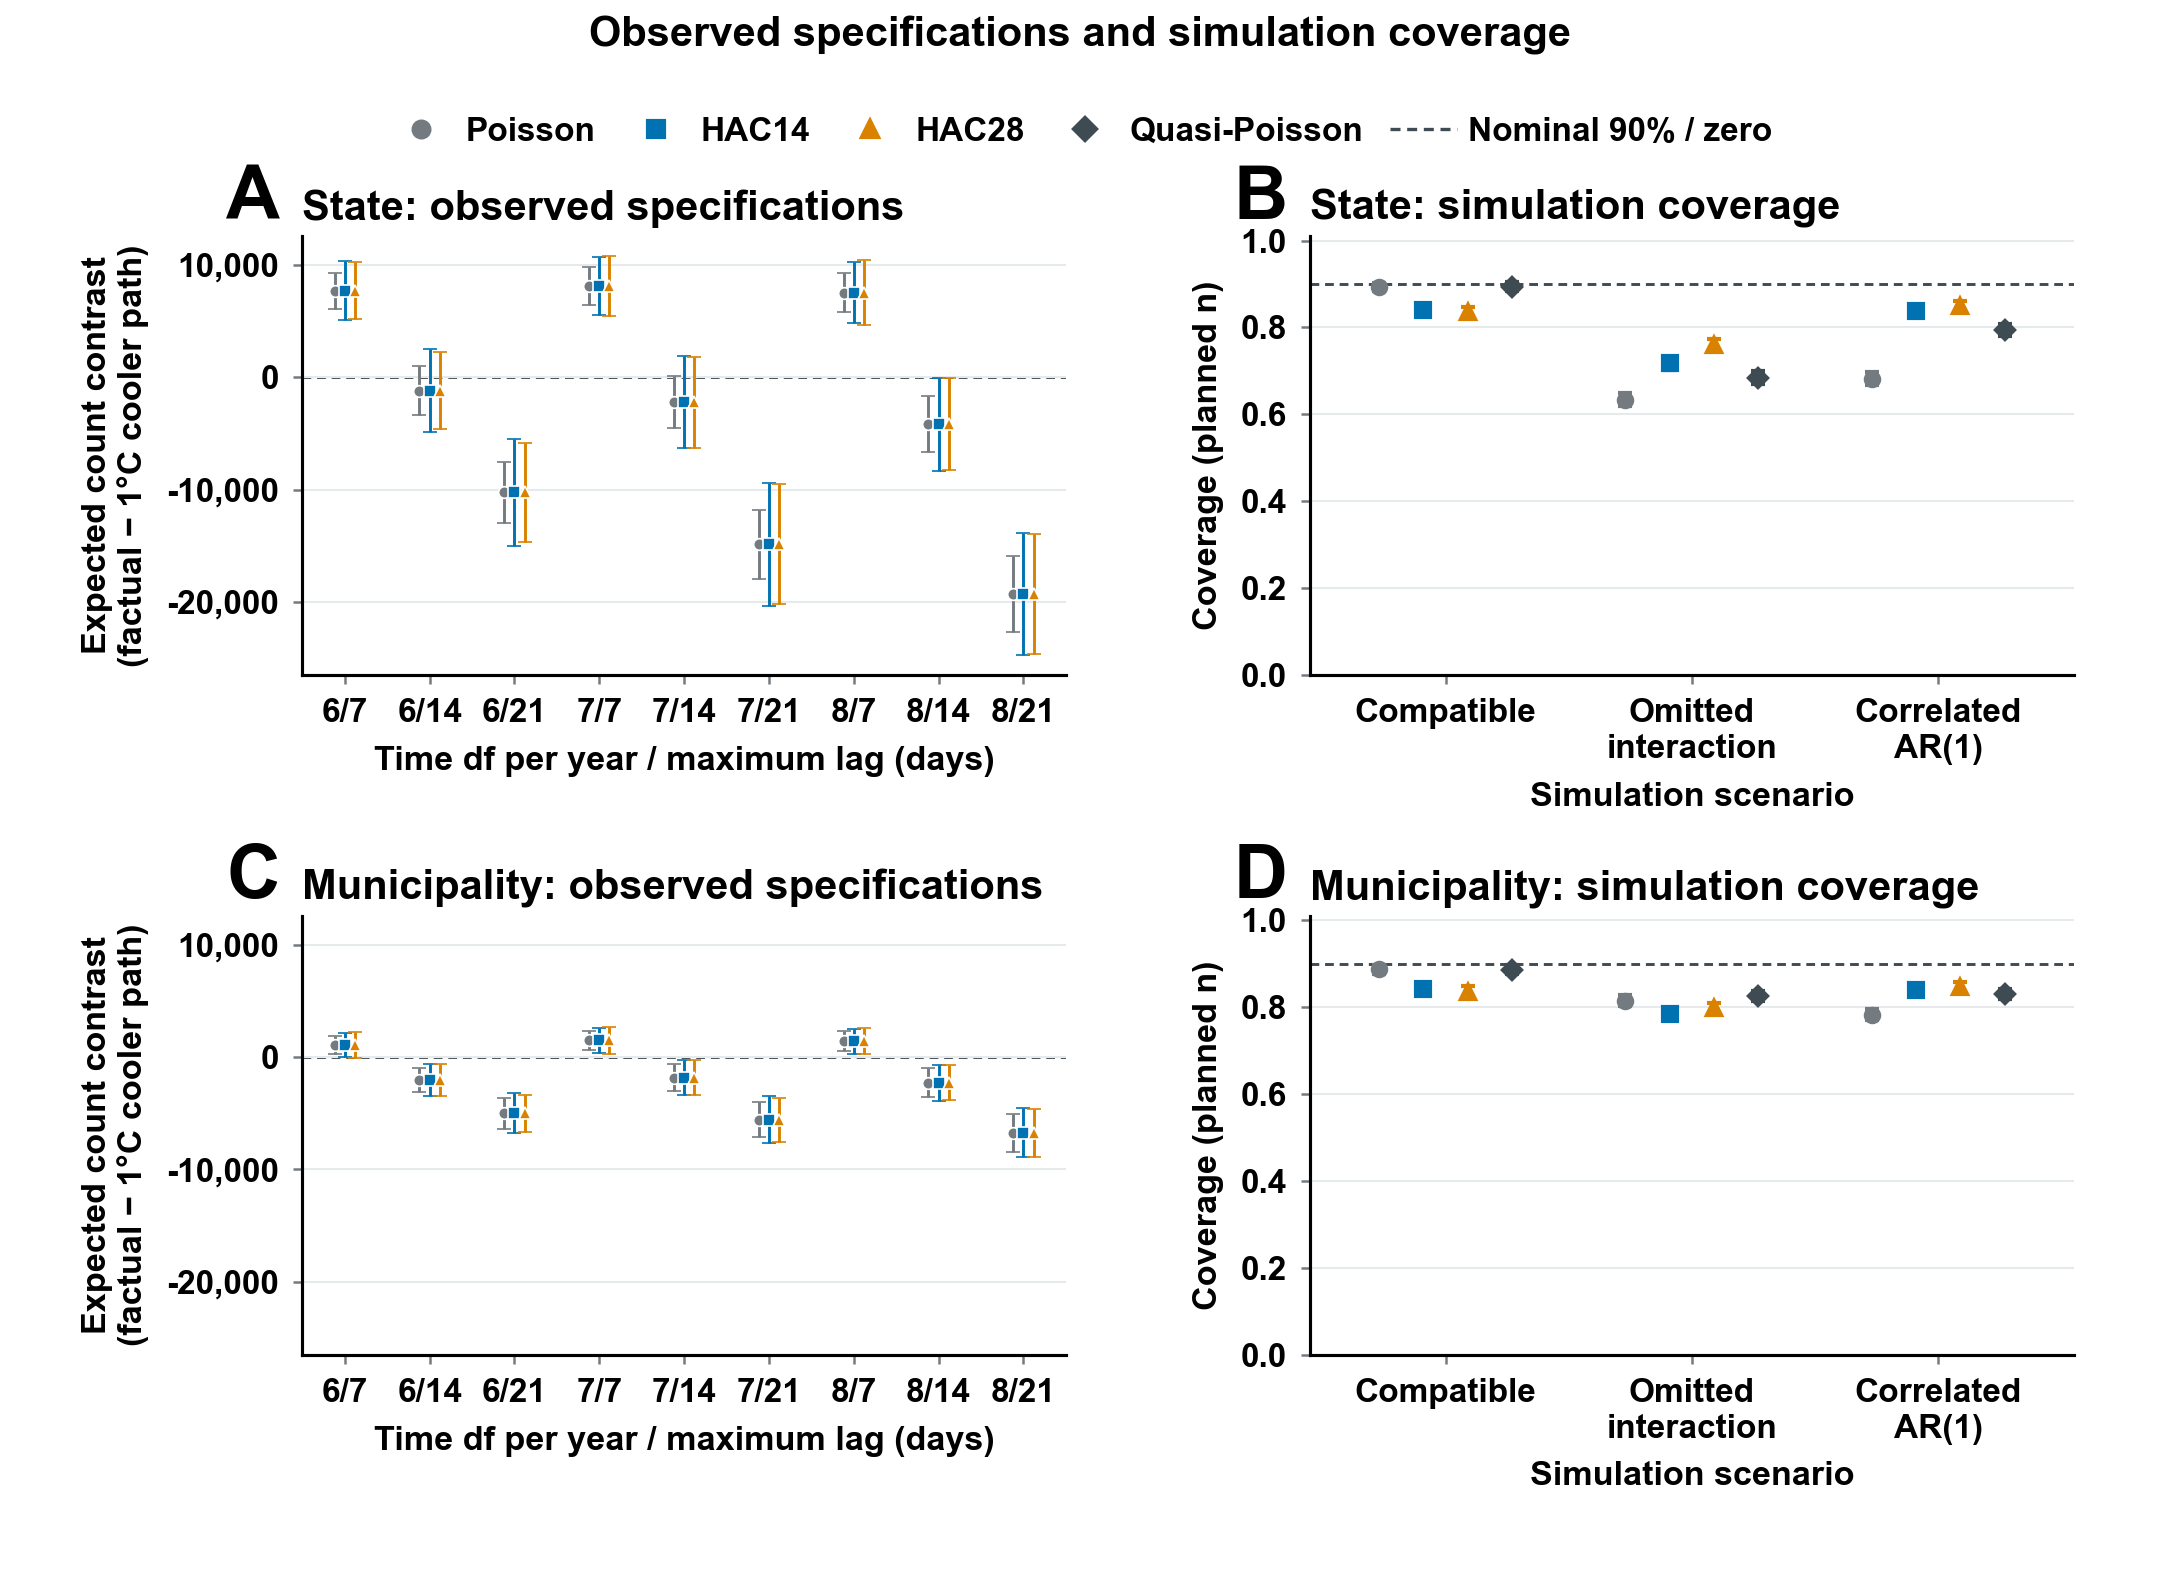 Observed specifications and simulation coverage
Poisson HAC14 HAC28 Quasi-Poisson Nominal 90% / zero
A State: observed specifications
Expected count contrast
(factual − 1°C cooler path)
10,000
0
-10,000
-20,000
6/7 6/14 6/21 7/7 7/14 7/21 8/7 8/14 8/21
Time df per year / maximum lag (days)
B State: simulation coverage
Coverage (planned n)
1.0
0.8
0.6
0.4
0.2
0.0
Compatible Omitted Correlated
interaction AR(1)
Simulation scenario
C Municipality: observed specifications
Expected count contrast
(factual − 1°C cooler path)
10,000
0
-10,000
-20,000
6/7 6/14 6/21 7/7 7/14 7/21 8/7 8/14 8/21
Time df per year / maximum lag (days)
D Municipality: simulation coverage
Coverage (planned n)
1.0
0.8
0.6
0.4
0.2
0.0
Compatible Omitted Correlated
interaction AR(1)
Simulation scenario